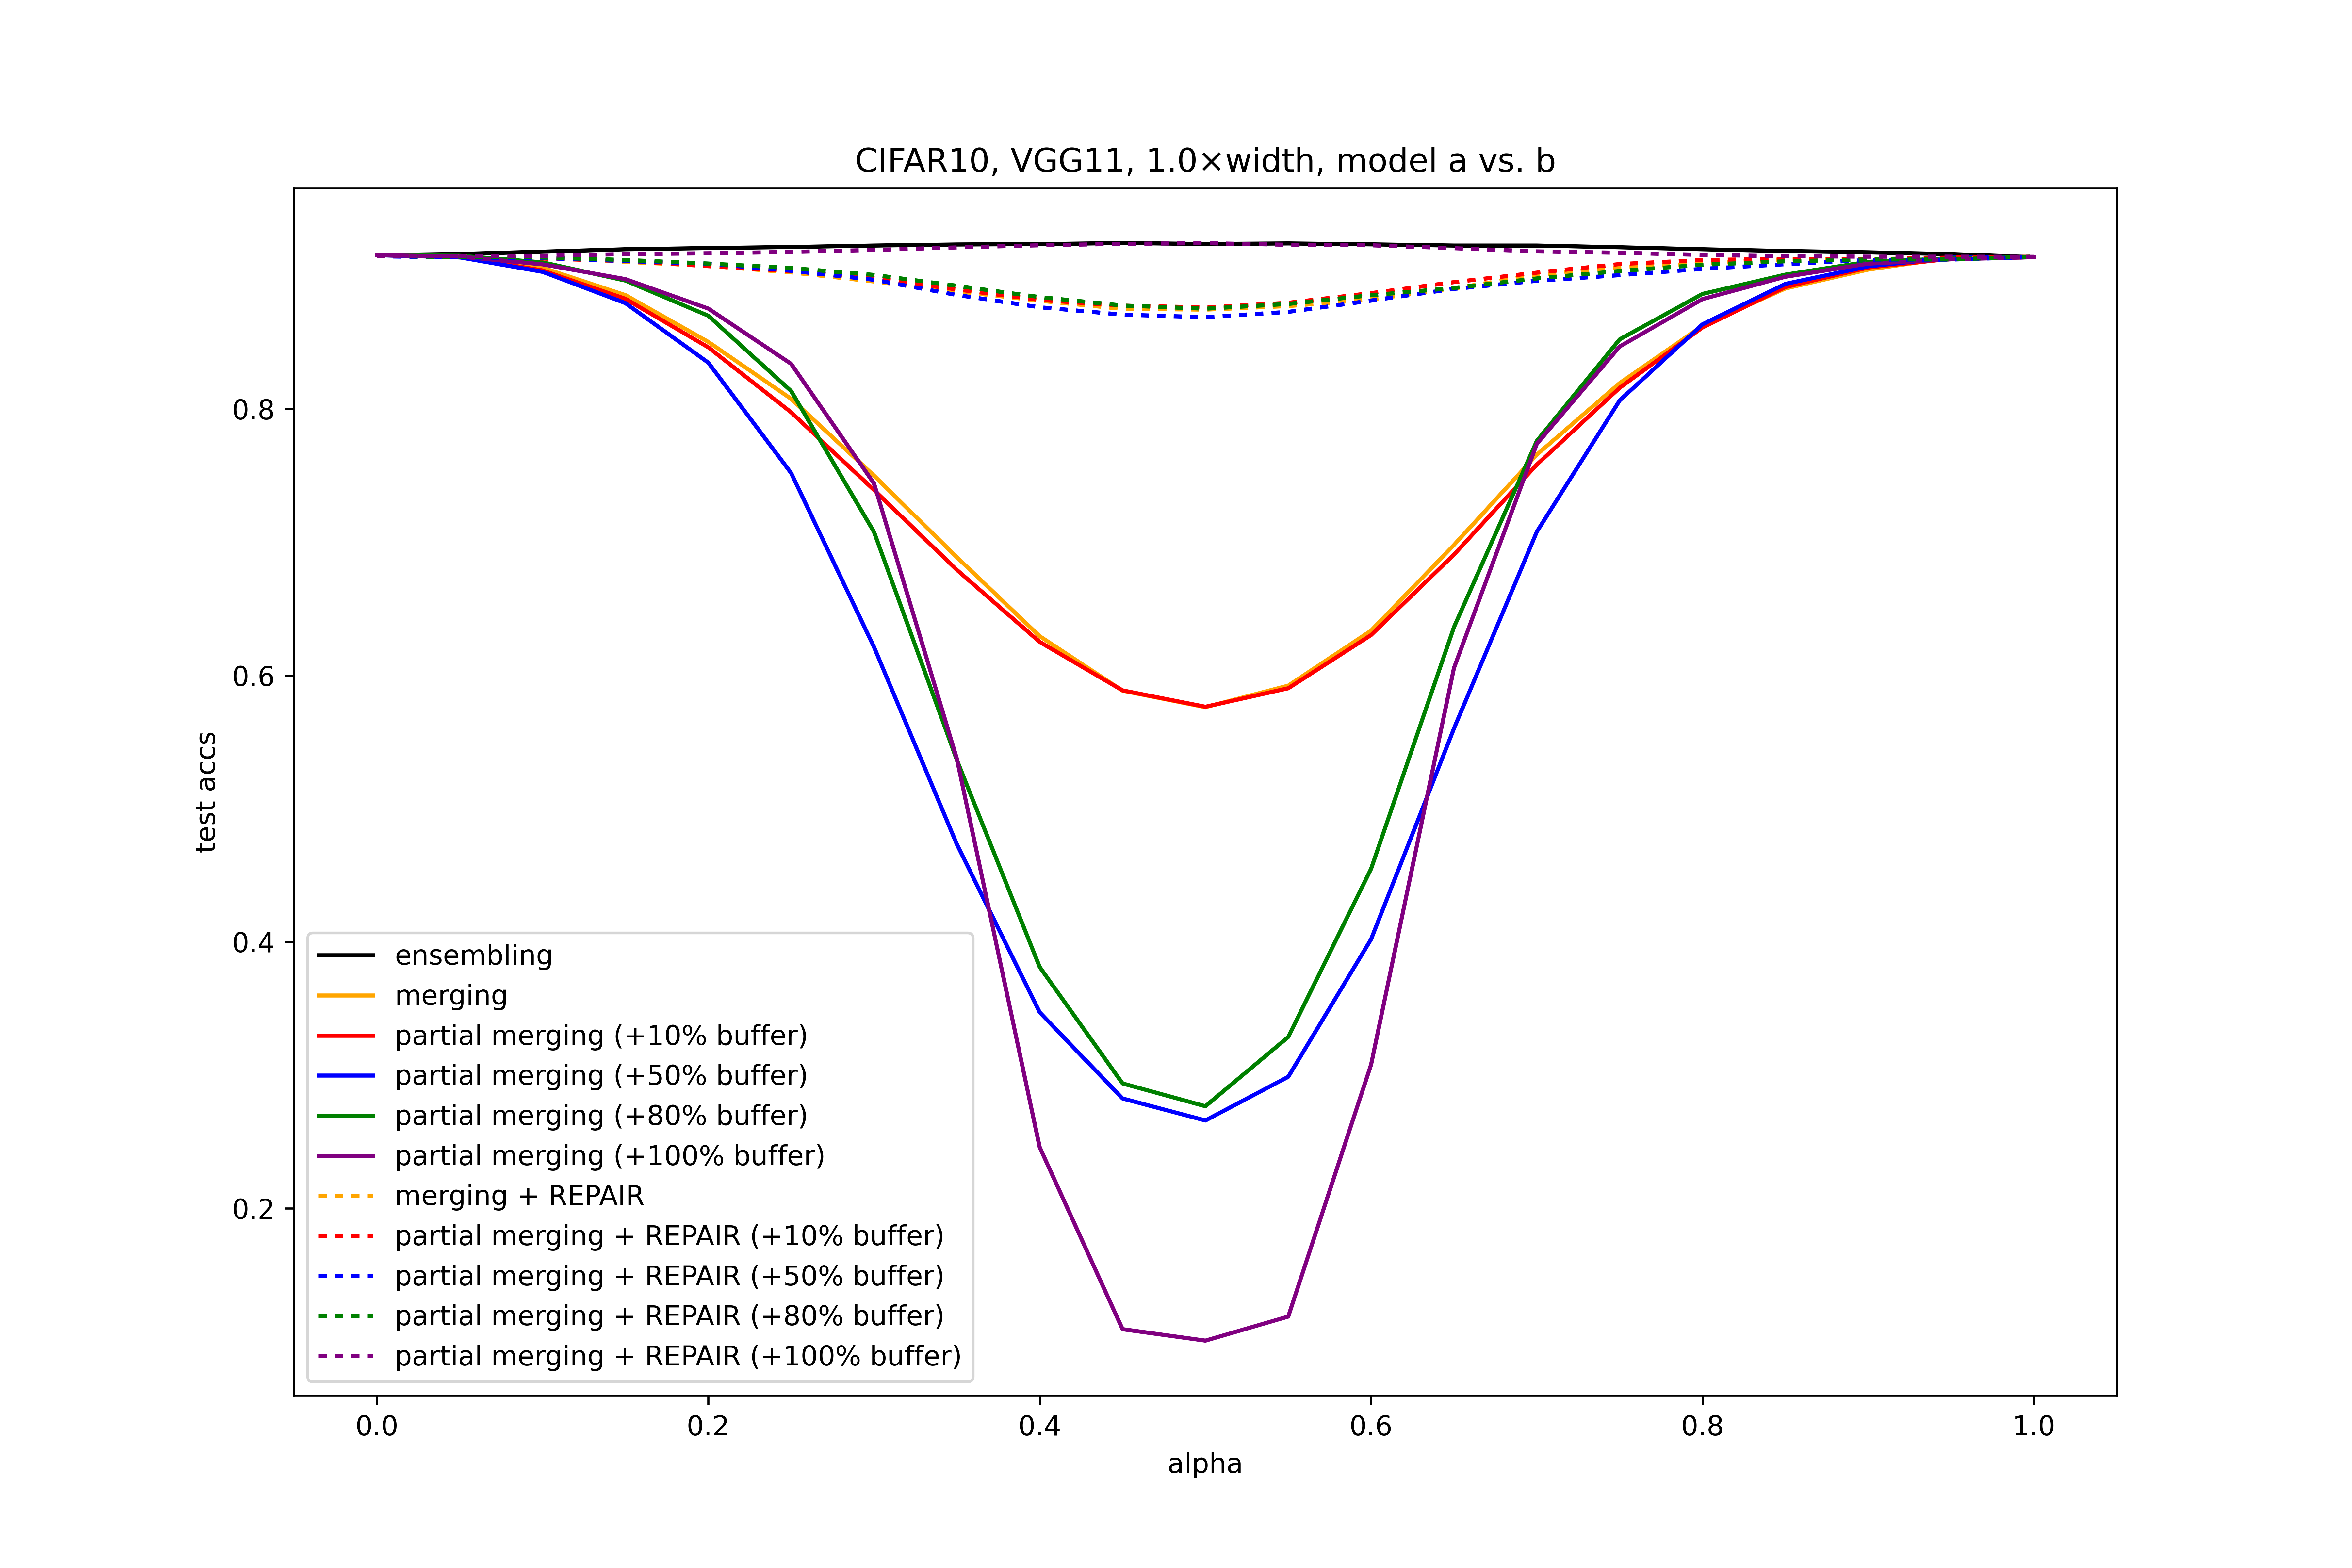 CIFAR10, VGG11, 1.0×width, model a vs. b
test accs
0.8
0.6
0.4
0.2
ensembling
merging
partial merging (+10% buffer)
partial merging (+50% buffer)
partial merging (+80% buffer)
partial merging (+100% buffer)
merging + REPAIR
partial merging + REPAIR (+10% buffer)
partial merging + REPAIR (+50% buffer)
partial merging + REPAIR (+80% buffer)
partial merging + REPAIR (+100% buffer)
0.0 0.2 0.4 0.6 0.8 1.0
alpha